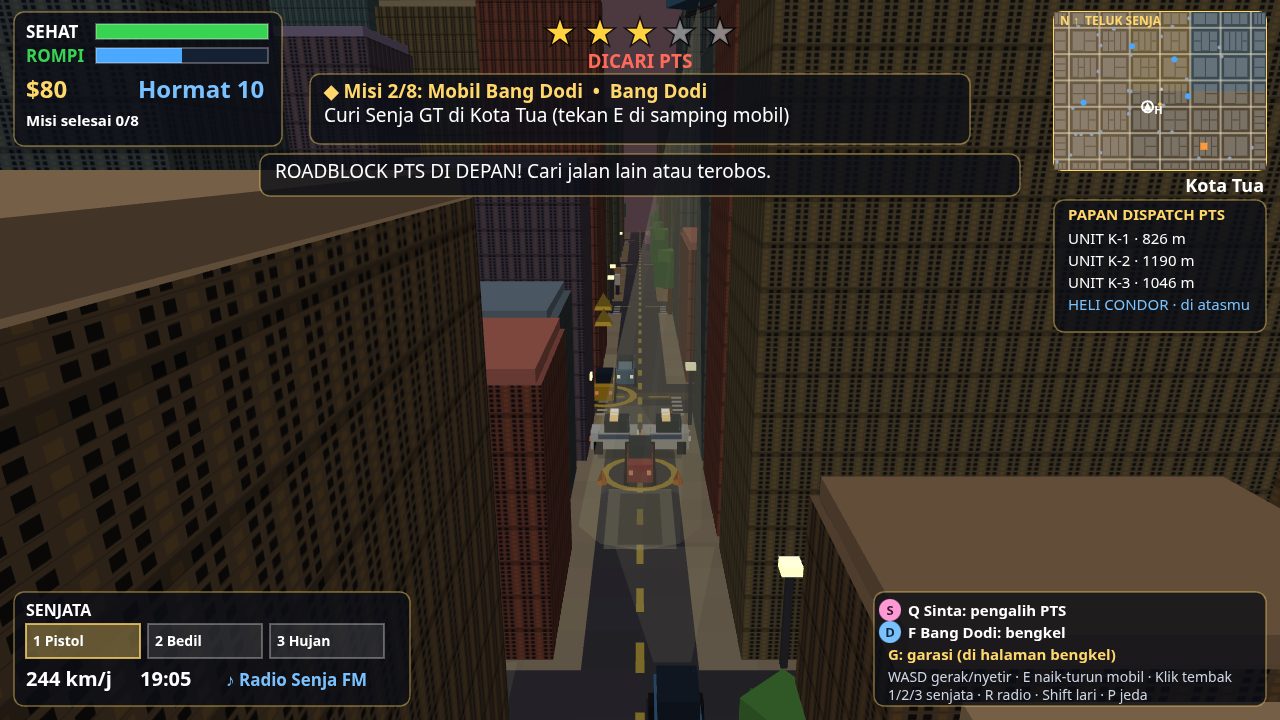 SEHAT
ROMPI
$80
Hormat 10
Misi selesai 0/8
DICARI PTS
◆ Misi 2/8: Mobil Bang Dodi • Bang Dodi
Curi Senja GT di Kota Tua (tekan E di samping mobil)
ROADBLOCK PTS DI DEPAN! Cari jalan lain atau terobos.
N ↑ TELUK SENJA
H
Kota Tua
PAPAN DISPATCH PTS
UNIT K-1 · 826 m
UNIT K-2 · 1190 m
UNIT K-3 · 1046 m
HELI CONDOR · di atasmu
SENJATA
1 Pistol
2 Bedil
3 Hujan
244 km/j
19:05
♪ Radio Senja FM
S Q Sinta: pengalih PTS
D F Bang Dodi: bengkel
G: garasi (di halaman bengkel)
WASD gerak/nyetir · E naik-turun mobil · Klik tembak
1/2/3 senjata · R radio · Shift lari · P jeda